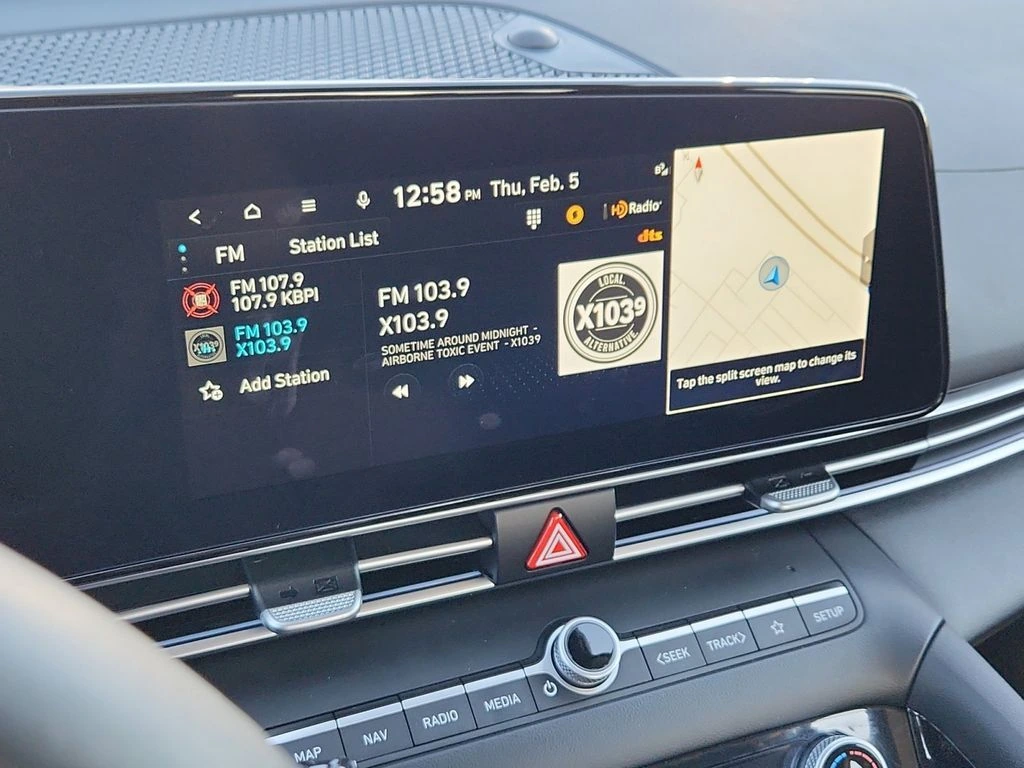 12:58 PM Thu, Feb. 5
HD Radio
dts
FM
Station List
FM 107.9
107.9 KBPI
FM 103.9
X103.9
Add Station
FM 103.9
X103.9
SOMETIME AROUND MIDNIGHT -
AIRBORNE TOXIC EVENT - X1039
LOCAL.
X1039
ALTERNATIVE.
Tap the split screen map to change its
view.
MAP
NAV
RADIO
MEDIA
<SEEK
TRACK>
SETUP